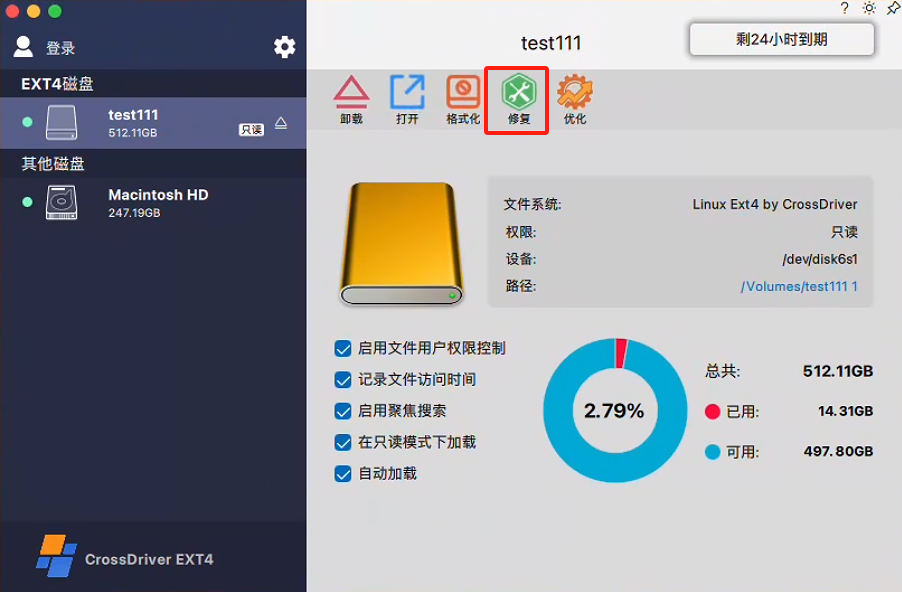 ?
登录
EXT4磁盘
test111
512.11GB
只读
其他磁盘
Macintosh HD
247.19GB
CrossDriver EXT4
test111
剩24小时到期
卸载
打开
格式化
修复
优化
文件系统:
Linux Ext4 by CrossDriver
权限:
只读
设备:
/dev/disk6s1
路径:
/Volumes/test111 1
启用文件用户权限控制
记录文件访问时间
启用聚焦搜索
在只读模式下加载
自动加载
2.79%
总共:
512.11GB
已用:
14.31GB
可用:
497.80GB